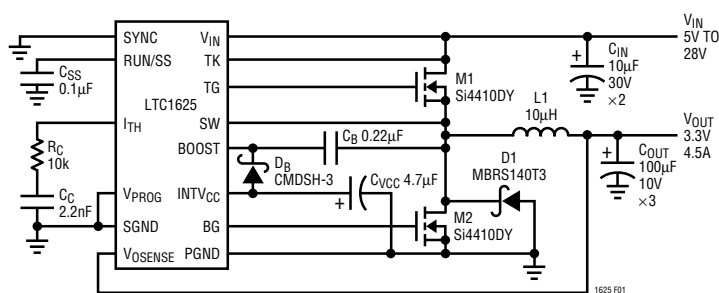 SYNC
RUN/SS
LTC1625
ITH
VPROG
SGND
VOSENSE
VIN
TK
TG
SW
BOOST
INTVCC
BG
PGND
CSS
0.1µF
RC
10k
CC
2.2nF
M1
Si4410DY
CB 0.22µF
DB
CMDSH-3
CVCC 4.7µF
M2
Si4410DY
D1
MBRS140T3
L1
10µH
+
CIN
10µF
30V
×2
VIN
5V TO
28V
VOUT
3.3V
4.5A
+
COUT
100µF
10V
×3
+
1625 F01